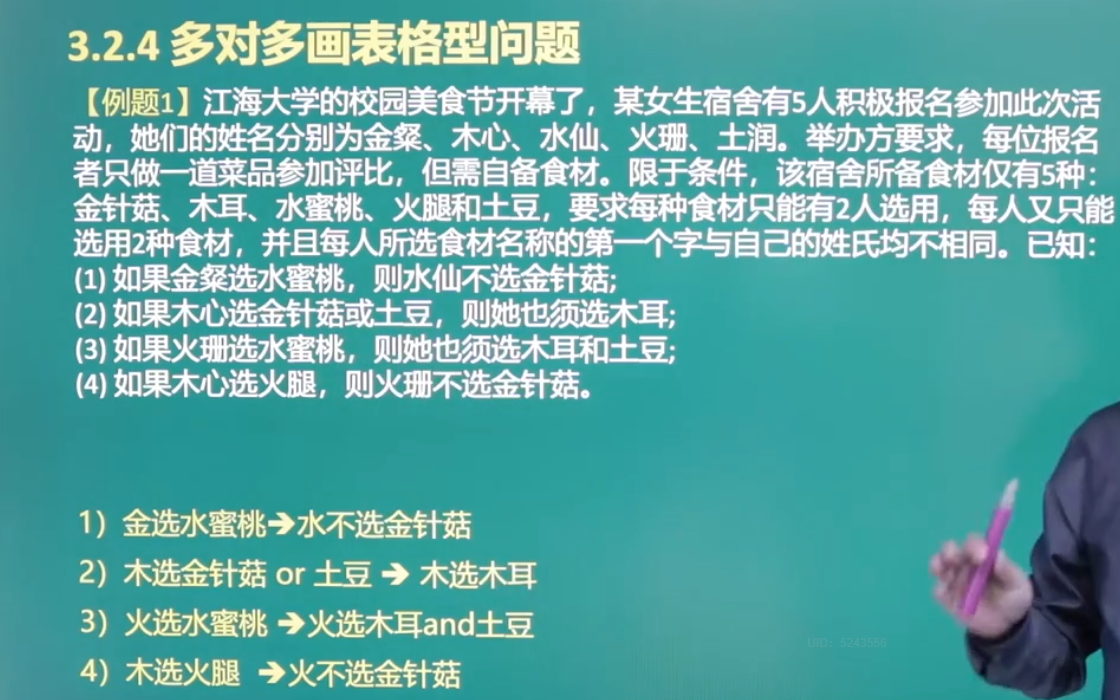 3.2.4 多对多画表格型问题
【例题1】江海大学的校园美食节开幕了，某女生宿舍有5人积极报名参加此次活
动，她们的姓名分别为金粲、木心、水仙、火珊、土润。举办方要求，每位报名
者只做一道菜品参加评比，但需自备食材。限于条件，该宿舍所备食材仅有5种：
金针菇、木耳、水蜜桃、火腿和土豆，要求每种食材只能有2人选用，每人又只能
选用2种食材，并且每人所选食材名称的第一个字与自己的姓氏均不相同。已知：
(1) 如果金粲选水蜜桃，则水仙不选金针菇;
(2) 如果木心选金针菇或土豆，则她也须选木耳;
(3) 如果火珊选水蜜桃，则她也须选木耳和土豆;
(4) 如果木心选火腿，则火珊不选金针菇。
1）金选水蜜桃➔水不选金针菇
2）木选金针菇 or 土豆 ➔ 木选木耳
3）火选水蜜桃 ➔火选木耳and土豆
4）木选火腿 ➔火不选金针菇
UID: 5243556